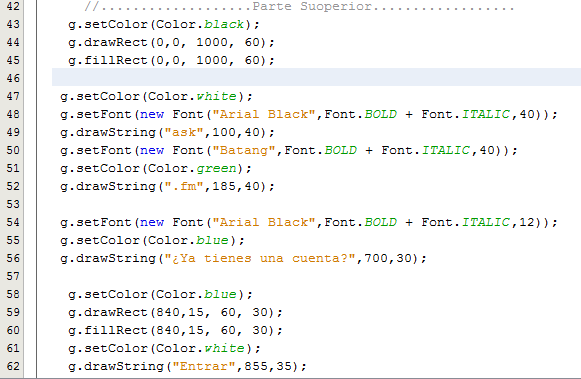 42 //...................Parte Suoperior..................
43 g.setColor(Color.black);
44 g.drawRect(0,0, 1000, 60);
45 g.fillRect(0,0, 1000, 60);
46
47 g.setColor(Color.white);
48 g.setFont(new Font("Arial Black",Font.BOLD + Font.ITALIC,40));
49 g.drawString("ask",100,40);
50 g.setFont(new Font("Batang",Font.BOLD + Font.ITALIC,40));
51 g.setColor(Color.green);
52 g.drawString(".fm",185,40);
53
54 g.setFont(new Font("Arial Black",Font.BOLD + Font.ITALIC,12));
55 g.setColor(Color.blue);
56 g.drawString("¿Ya tienes una cuenta?",700,30);
57
58 g.setColor(Color.blue);
59 g.drawRect(840,15, 60, 30);
60 g.fillRect(840,15, 60, 30);
61 g.setColor(Color.white);
62 g.drawString("Entrar",855,35);